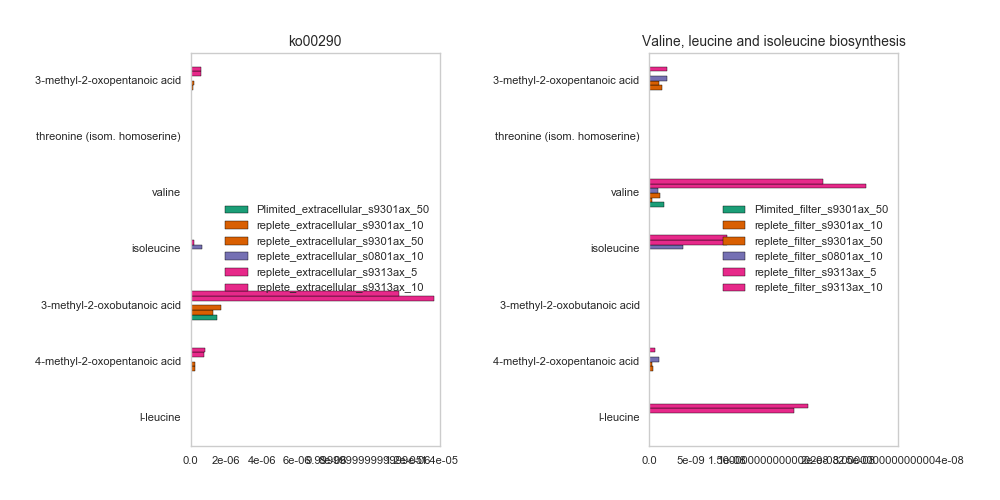 ko00290
3-methyl-2-oxopentanoic acid
threonine (isom. homoserine)
valine
isoleucine
3-methyl-2-oxobutanoic acid
4-methyl-2-oxopentanoic acid
l-leucine
Plimited_extracellular_s9301ax_50
replete_extracellular_s9301ax_10
replete_extracellular_s9301ax_50
replete_extracellular_s0801ax_10
replete_extracellular_s9313ax_5
replete_extracellular_s9313ax_10
0.0 2e-06 4e-06 6e-06
Valine, leucine and isoleucine biosynthesis
3-methyl-2-oxopentanoic acid
threonine (isom. homoserine)
valine
isoleucine
3-methyl-2-oxobutanoic acid
4-methyl-2-oxopentanoic acid
l-leucine
Plimited_filter_s9301ax_50
replete_filter_s9301ax_10
replete_filter_s9301ax_50
replete_filter_s0801ax_10
replete_filter_s9313ax_5
replete_filter_s9313ax_10
0.0 5e-09